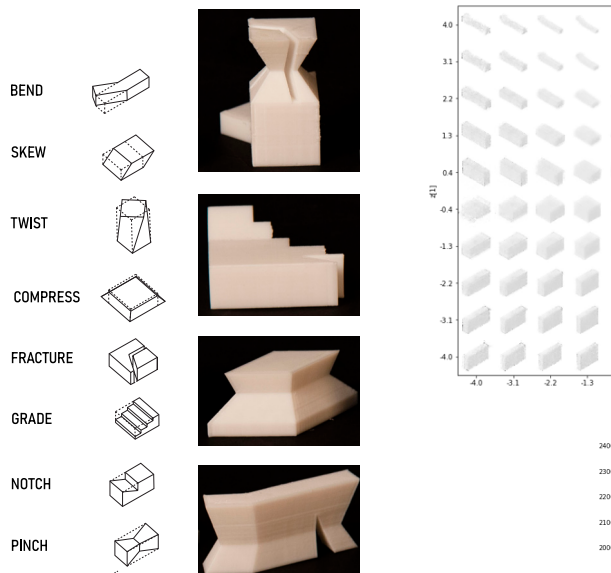 BEND
SKEW
TWIST
COMPRESS
FRACTURE
GRADE
NOTCH
PINCH
4.0
3.1
2.2
1.3
0.4
-0.4
-1.3
-2.2
-3.1
-4.0
z[1]
-4.0 -3.1 -2.2 -1.3
240
220
210
200